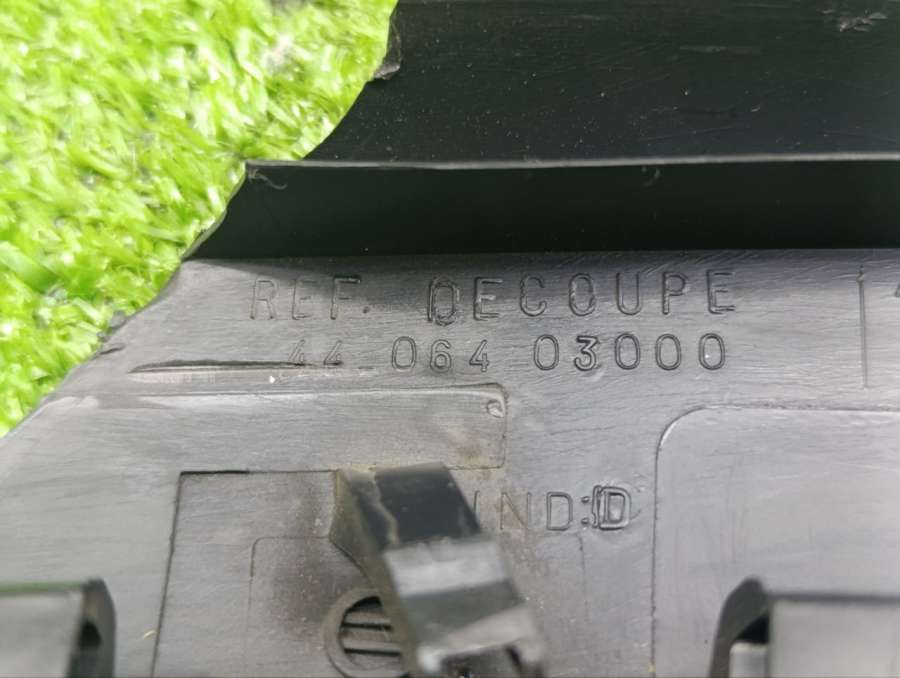 REF. DECOUPE
44 064 03000
IND:D